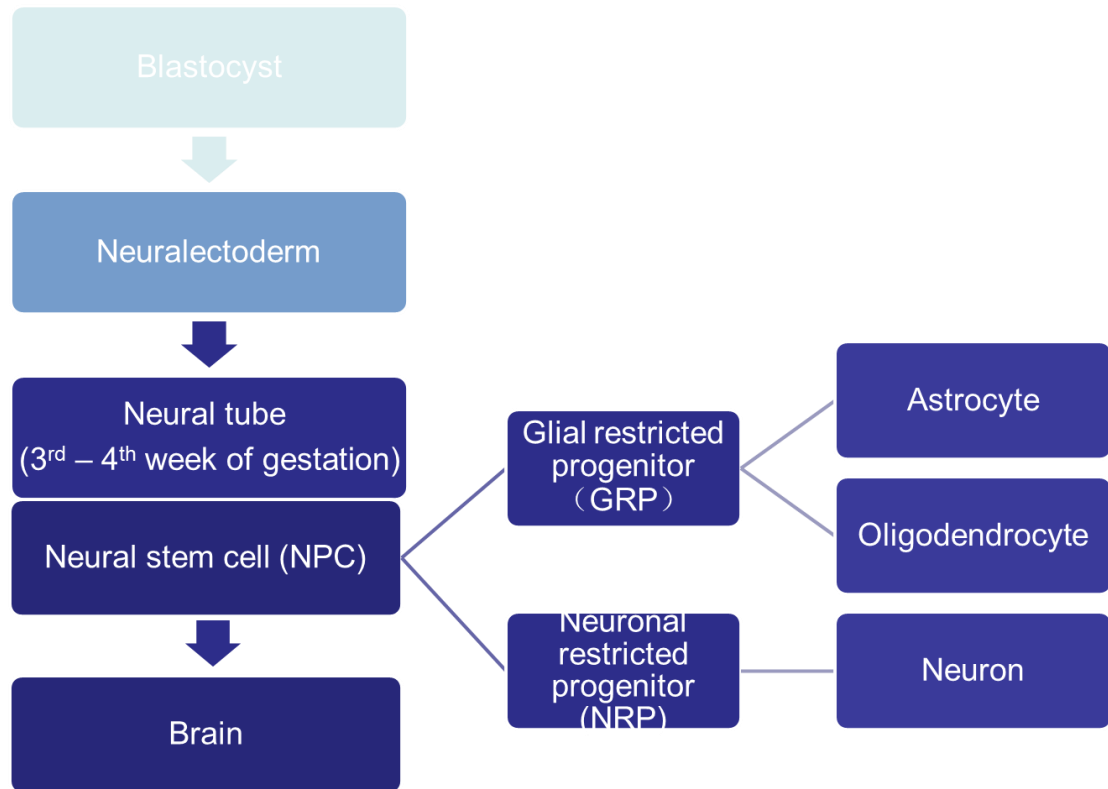 Blastocyst
Neuralectoderm
Neural tube
(3rd – 4th week of gestation)
Neural stem cell (NPC)
Brain
Glial restricted
progenitor
（GRP）
Neuronal
restricted
progenitor
(NRP)
Astrocyte
Oligodendrocyte
Neuron